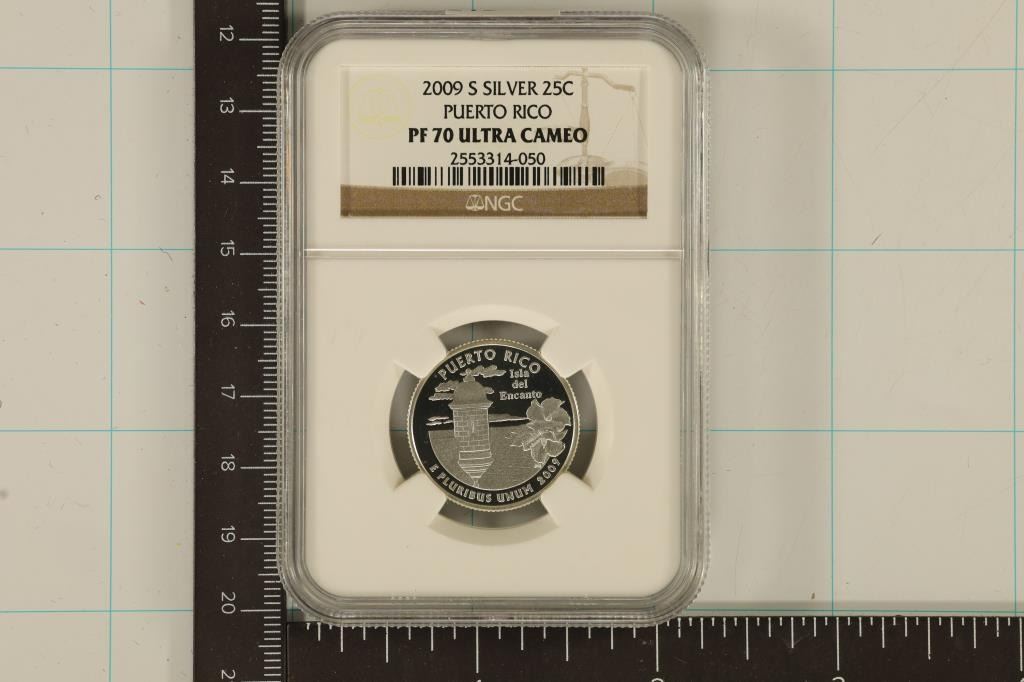 2009 S SILVER 25C
PUERTO RICO
PF 70 ULTRA CAMEO
2553314-050
NGC
PUERTO RICO
Isla
del
Encanto
E PLURIBUS UNUM 2009
12
13
14
15
16
17
18
19
20